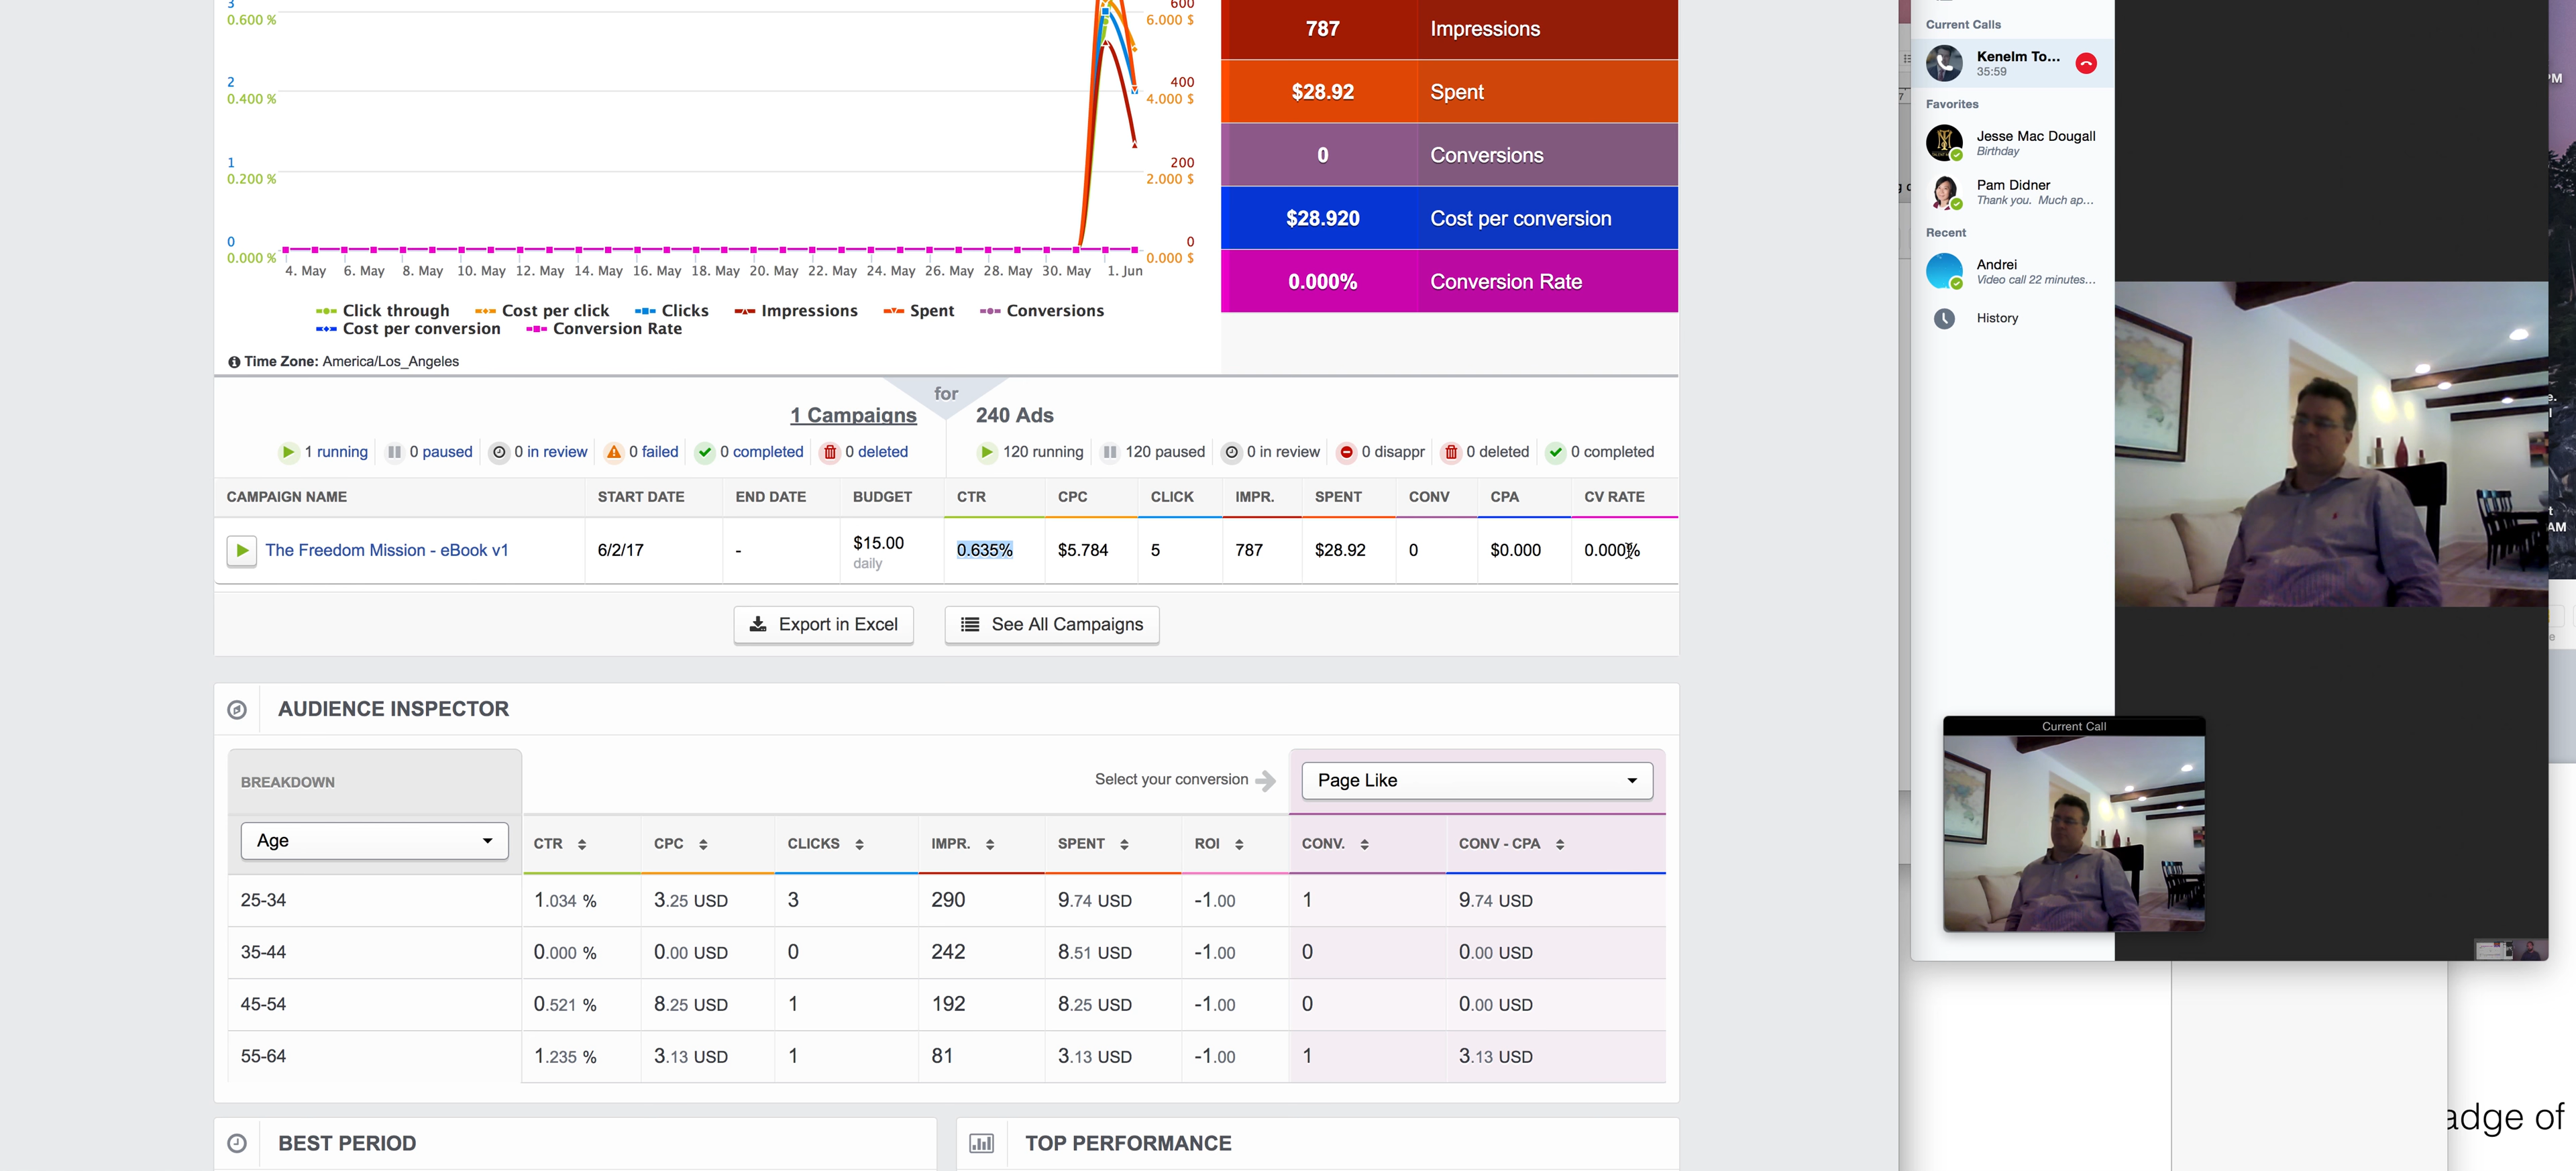 3
0.600 %
600
6.000 $
2
0.400 %
400
4.000 $
1
0.200 %
200
2.000 $
0
0.000 %
0
0.000 $
4. May 6. May 8. May 10. May 12. May 14. May 16. May 18. May 20. May 22. May 24. May 26. May 28. May 30. May 1. Jun
Click through Cost per click Clicks Impressions Spent Conversions
Cost per conversion Conversion Rate
Time Zone: America/Los_Angeles
787 Impressions
$28.92 Spent
0 Conversions
$28.920 Cost per conversion
0.000% Conversion Rate
for
1 Campaigns 240 Ads
1 running 0 paused 0 in review 0 failed 0 completed 0 deleted 120 running 120 paused 0 in review 0 disappr 0 deleted 0 completed
CAMPAIGN NAME START DATE END DATE BUDGET CTR CPC CLICK IMPR. SPENT CONV CPA CV RATE
The Freedom Mission - eBook v1 6/2/17 - $15.00 daily 0.635% $5.784 5 787 $28.92 0 $0.000 0.000%
Export in Excel See All Campaigns
AUDIENCE INSPECTOR
BREAKDOWN
Select your conversion Page Like
Age CTR CPC CLICKS IMPR. SPENT ROI CONV. CONV - CPA
25-34 1.034 % 3.25 USD 3 290 9.74 USD -1.00 1 9.74 USD
35-44 0.000 % 0.00 USD 0 242 8.51 USD -1.00 0 0.00 USD
45-54 0.521 % 8.25 USD 1 192 8.25 USD -1.00 0 0.00 USD
55-64 1.235 % 3.13 USD 1 81 3.13 USD -1.00 1 3.13 USD
BEST PERIOD TOP PERFORMANCE
Current Calls
Kenelm To...
35:59
Favorites
Jesse Mac Dougall
Birthday
Pam Didner
Thank you. Much ap...
Recent
Andrei
Video call 22 minutes...
History
Current Call
PM
AM
adge of